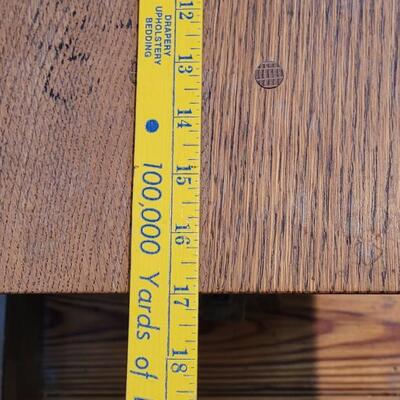 DRAPERY
UPHOLSTERY
BEDDING
100,000 Yards of
12
13
14
15
16
17
18